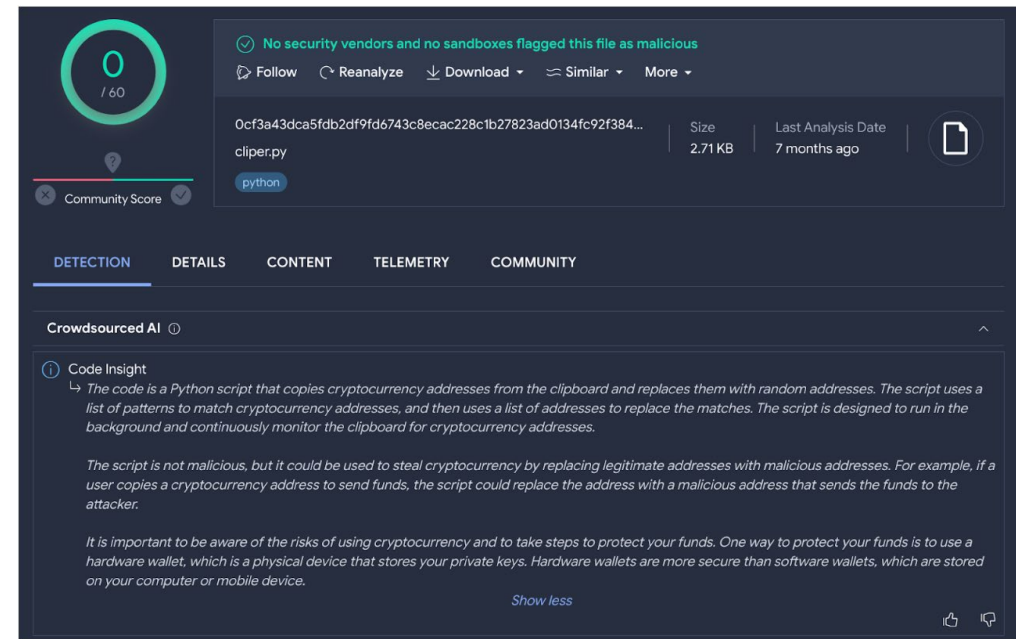 0
/ 60
Community Score
No security vendors and no sandboxes flagged this file as malicious
Follow Reanalyze Download Similar More
0cf3a43dca5fdb2df9fd6743c8ecac228c1b27823ad0134fc92f384...
cliper.py
python
Size
2.71 KB
Last Analysis Date
7 months ago
DETECTION DETAILS CONTENT TELEMETRY COMMUNITY
Crowdsourced AI
Code Insight
The code is a Python script that copies cryptocurrency addresses from the clipboard and replaces them with random addresses. The script uses a
list of patterns to match cryptocurrency addresses, and then uses a list of addresses to replace the matches. The script is designed to run in the
background and continuously monitor the clipboard for cryptocurrency addresses.
The script is not malicious, but it could be used to steal cryptocurrency by replacing legitimate addresses with malicious addresses. For example, if a
user copies a cryptocurrency address to send funds, the script could replace the address with a malicious address that sends the funds to the
attacker.
It is important to be aware of the risks of using cryptocurrency and to take steps to protect your funds. One way to protect your funds is to use a
hardware wallet, which is a physical device that stores your private keys. Hardware wallets are more secure than software wallets, which are stored
on your computer or mobile device.
Show less